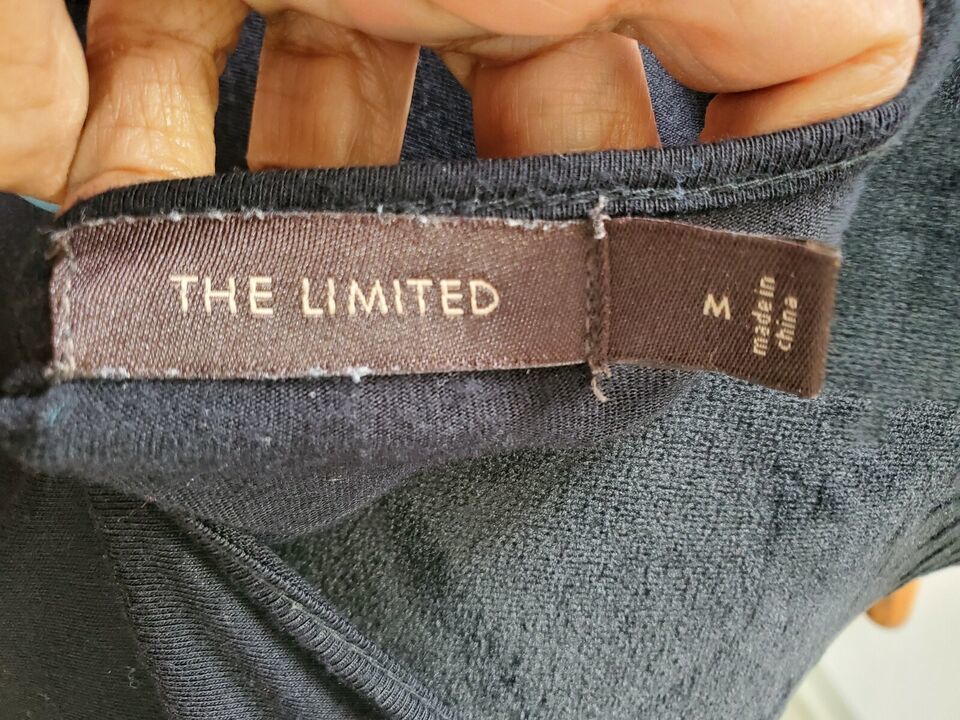 THE LIMITED
M
made in
china